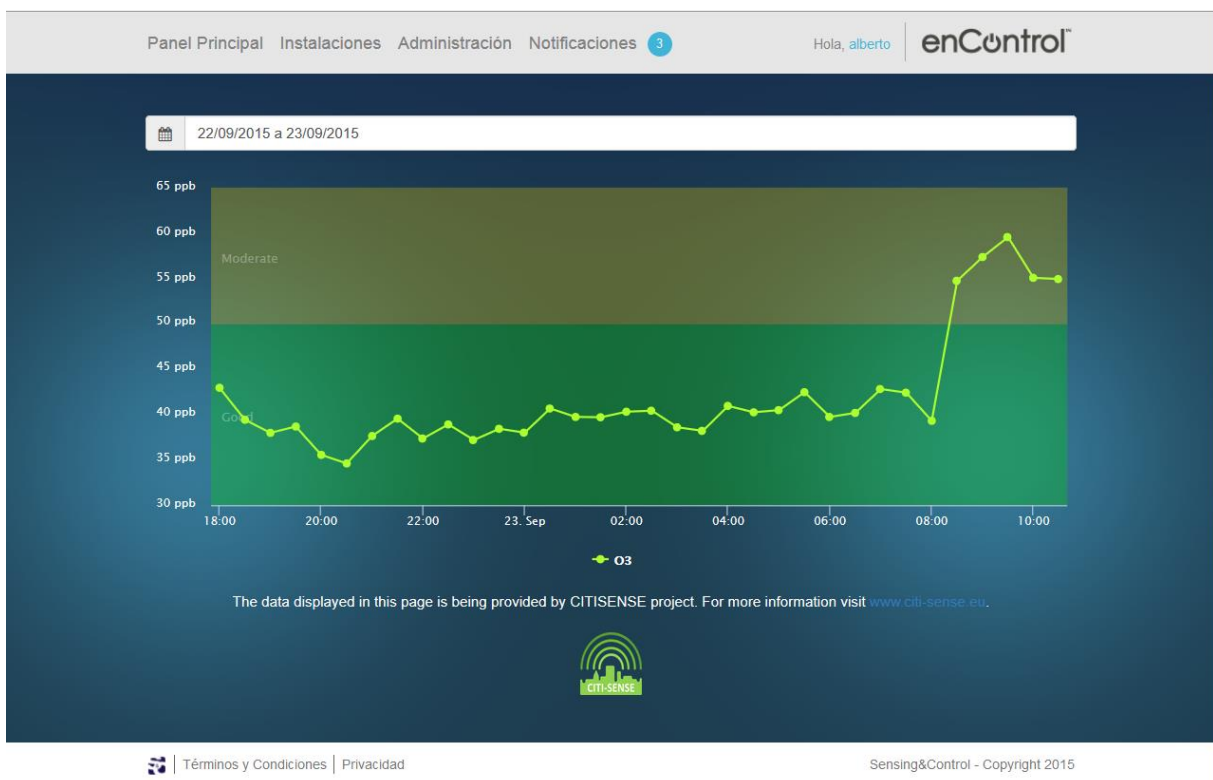 Panel Principal Instalaciones Administración Notificaciones 3 Hola, alberto enControl™
22/09/2015 a 23/09/2015
65 ppb
60 ppb
Moderate
55 ppb
50 ppb
45 ppb
40 ppb
Good
35 ppb
30 ppb
18:00 20:00 22:00 23. Sep 02:00 04:00 06:00 08:00 10:00
O3
The data displayed in this page is being provided by CITISENSE project. For more information visit www.citi-sense.eu.
CITI-SENSE
Términos y Condiciones | Privacidad Sensing&Control - Copyright 2015